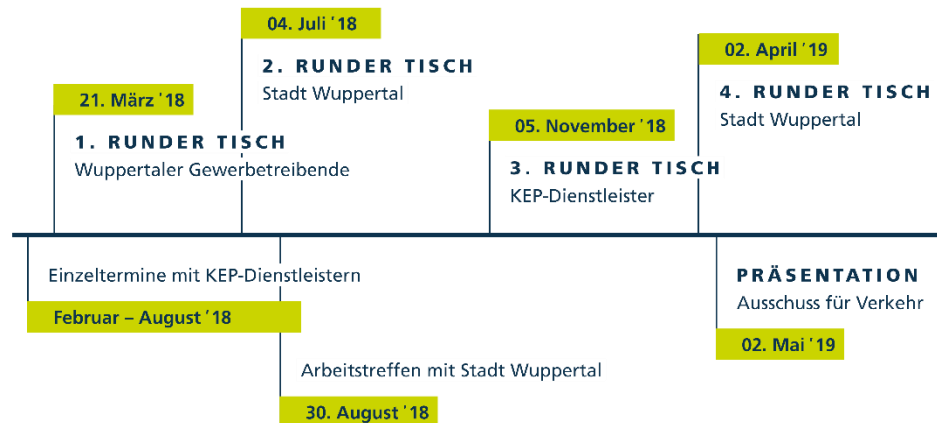 04. Juli ´18
2. RUNDER TISCH
Stadt Wuppertal
02. April ´19
4. RUNDER TISCH
Stadt Wuppertal
21. März ´18
1. RUNDER TISCH
Wuppertaler Gewerbetreibende
05. November ´18
3. RUNDER TISCH
KEP-Dienstleister
Einzeltermine mit KEP-Dienstleistern
Februar – August ´18
PRÄSENTATION
Ausschuss für Verkehr
02. Mai ´19
Arbeitstreffen mit Stadt Wuppertal
30. August ´18